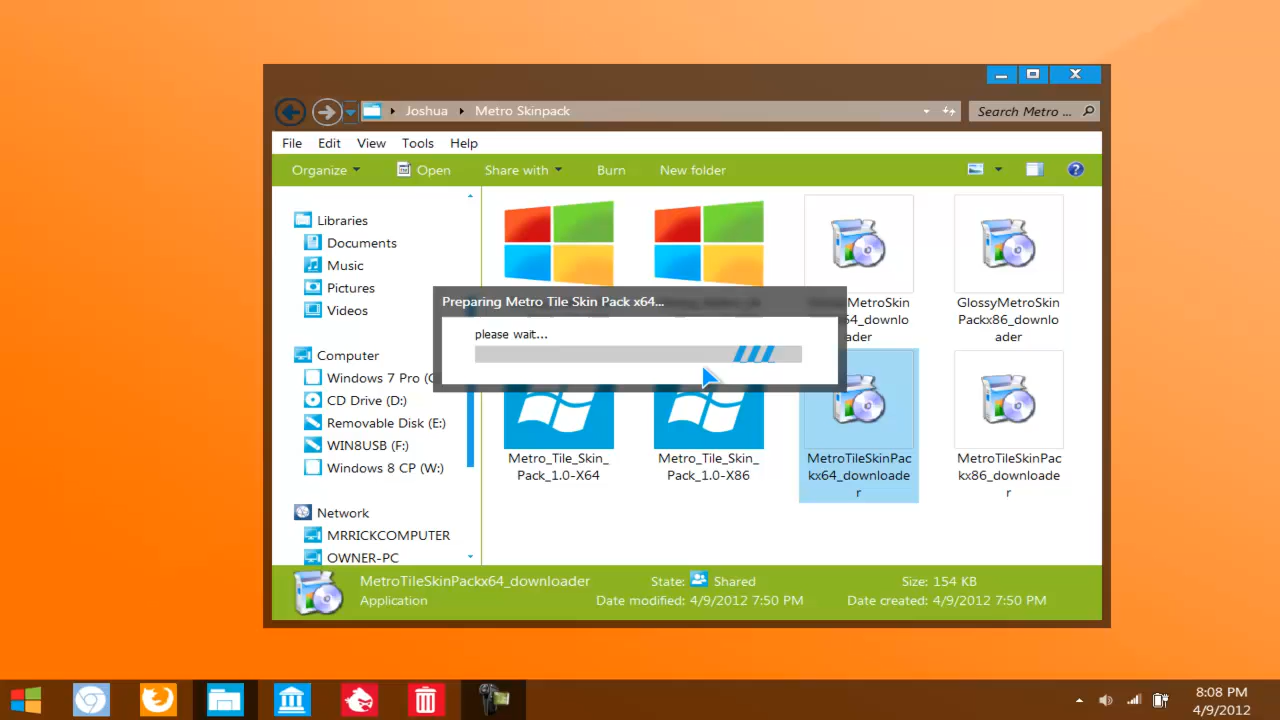 Joshua
Metro Skinpack
Search Metro ...
File
Edit
View
Tools
Help
Organize
Open
Share with
Burn
New folder
Libraries
Documents
Music
Pictures
Videos
Computer
Windows 7 Pro (C
CD Drive (D:)
Removable Disk (E:)
WIN8USB (F:)
Windows 8 CP (W:)
Network
MRRICKCOMPUTER
OWNER-PC
MetroSkin
64_downlo
ader
GlossyMetroSkin
Packx86_downlo
ader
Preparing Metro Tile Skin Pack x64...
please wait...
Metro_Tile_Skin_
Pack_1.0-X64
Metro_Tile_Skin_
Pack_1.0-X86
MetroTileSkinPac
kx64_downloade
r
MetroTileSkinPac
kx86_downloade
r
MetroTileSkinPackx64_downloader
Application
State:
Shared
Date modified: 4/9/2012 7:50 PM
Size: 154 KB
Date created: 4/9/2012 7:50 PM
8:08 PM
4/9/2012